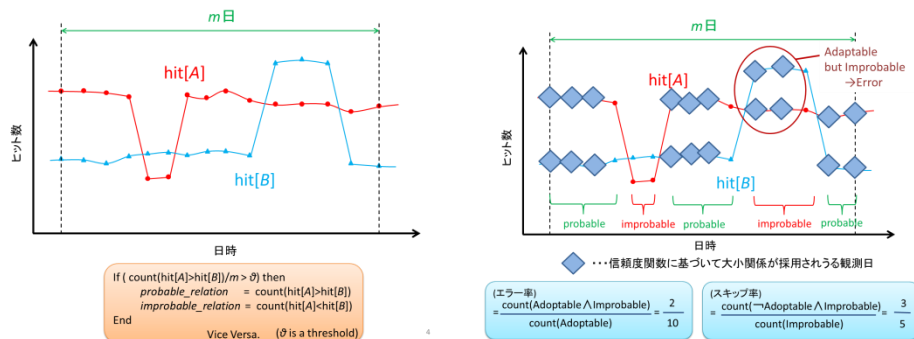 m日
hit[A]
hit[B]
ヒット数
日時
If ( count(hit[A]>hit[B])/m > ϑ) then
probable_relation = count(hit[A]>hit[B])
improbable_relation = count(hit[A]<hit[B])
End
Vice Versa. (ϑ is a threshold)
4
m日
Adaptable
but Improbable
→Error
hit[A]
hit[B]
ヒット数
probable improbable probable improbable probable
日時
･･･信頼度関数に基づいて大小関係が採用されうる観測日
(エラー率)
= count(Adoptable∧Improbable) / count(Adoptable) = 2 / 10
(スキップ率)
= count(¬Adoptable∧Improbable) / count(Improbable) = 3 / 5